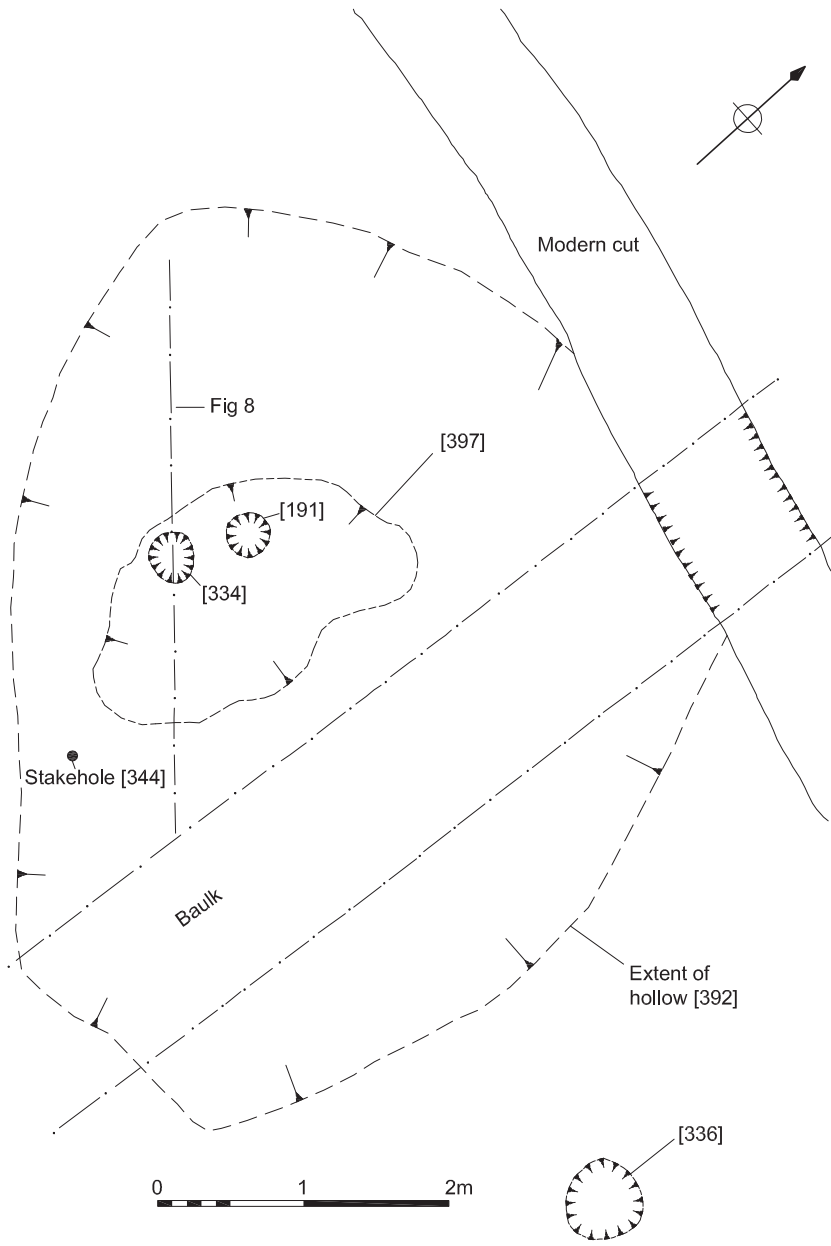 Modern cut
Fig 8
[397]
[191]
[334]
Stakehole [344]
Baulk
Extent of
hollow [392]
[336]
0 1 2m